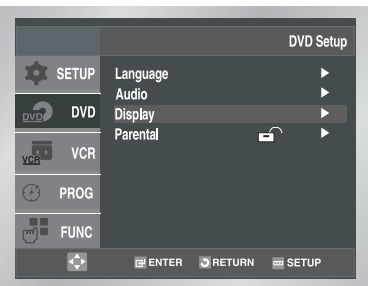 DVD Setup
SETUP
DVD DVD
VCR VCR
PROG
FUNC
Language
Audio
Display
Parental
ENTER RETURN SETUP